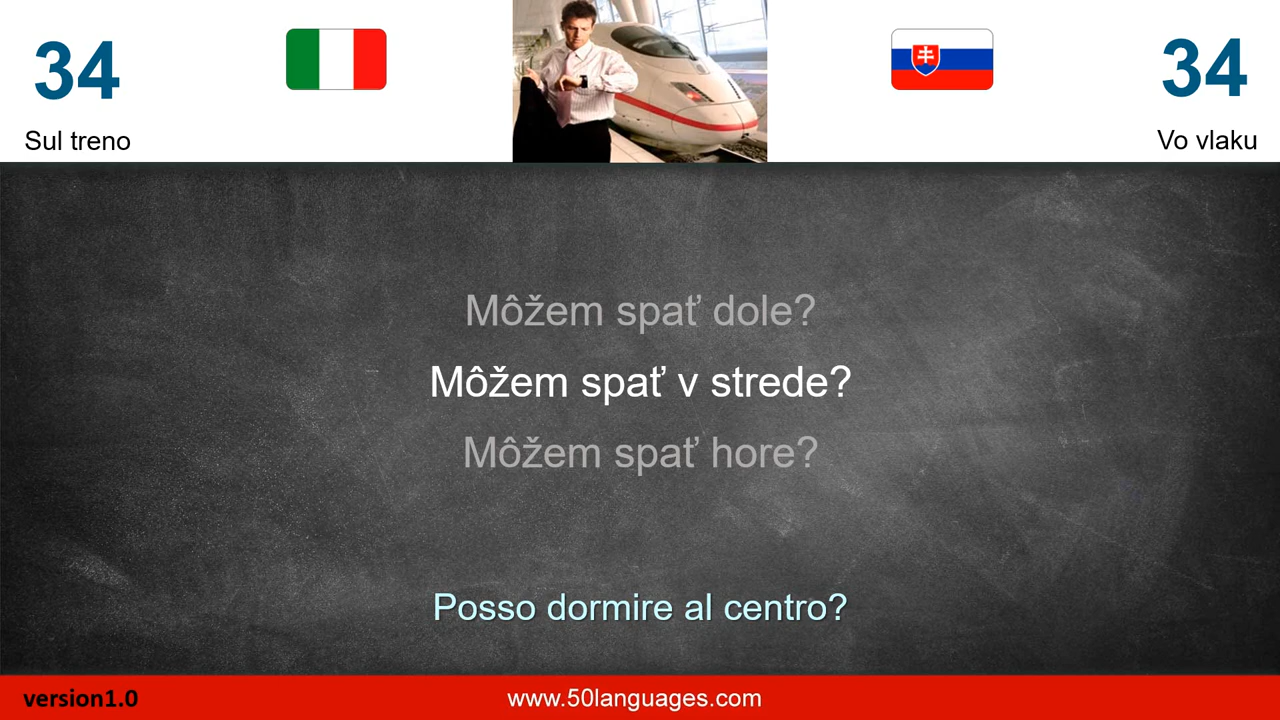 34
34
Sul treno
Vo vlaku
Môžem spať dole?
Môžem spať v strede?
Môžem spať hore?
Posso dormire al centro?
version1.0
www.50languages.com